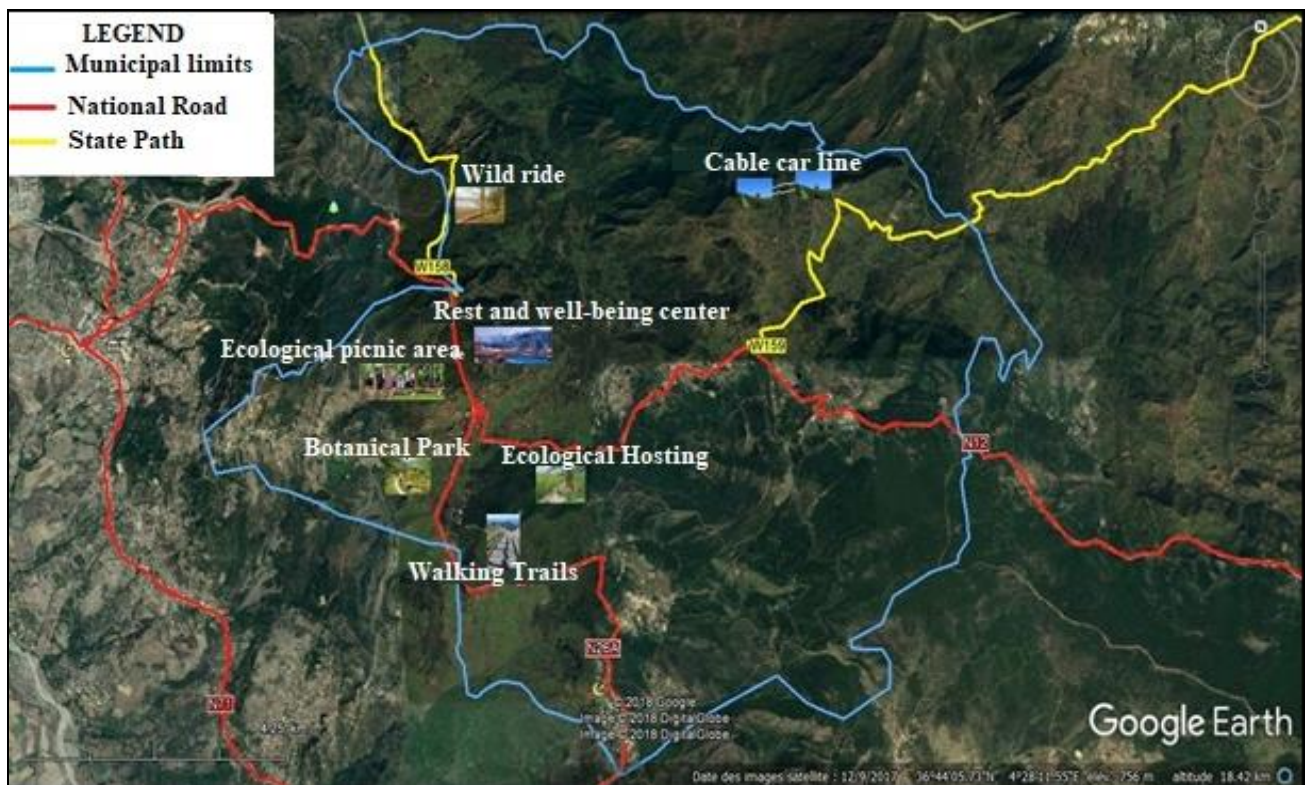 LEGEND
Municipal limits
National Road
State Path
Wild ride
Cable car line
W158
Rest and well-being center
Ecological picnic area
W159
Botanical Park
Ecological Hosting
N12
Walking Trails
N25A
© 2018 Google
Image © 2018 DigitalGlobe
Image © 2018 DigitalGlobe
4.25 km
Google Earth
Date des images satellite : 12/9/2017 36°44'05.73"N 4°28'11.55"E élév. 756 m altitude 18.42 km